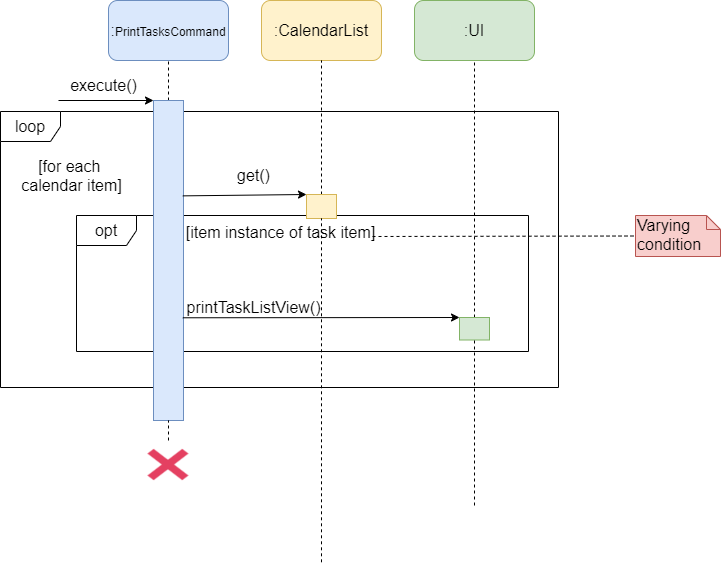 :PrintTasksCommand
:CalendarList
:UI
execute()
loop
[for each
calendar item]
get()
opt
[item instance of task item]
Varying
condition
printTaskListView()